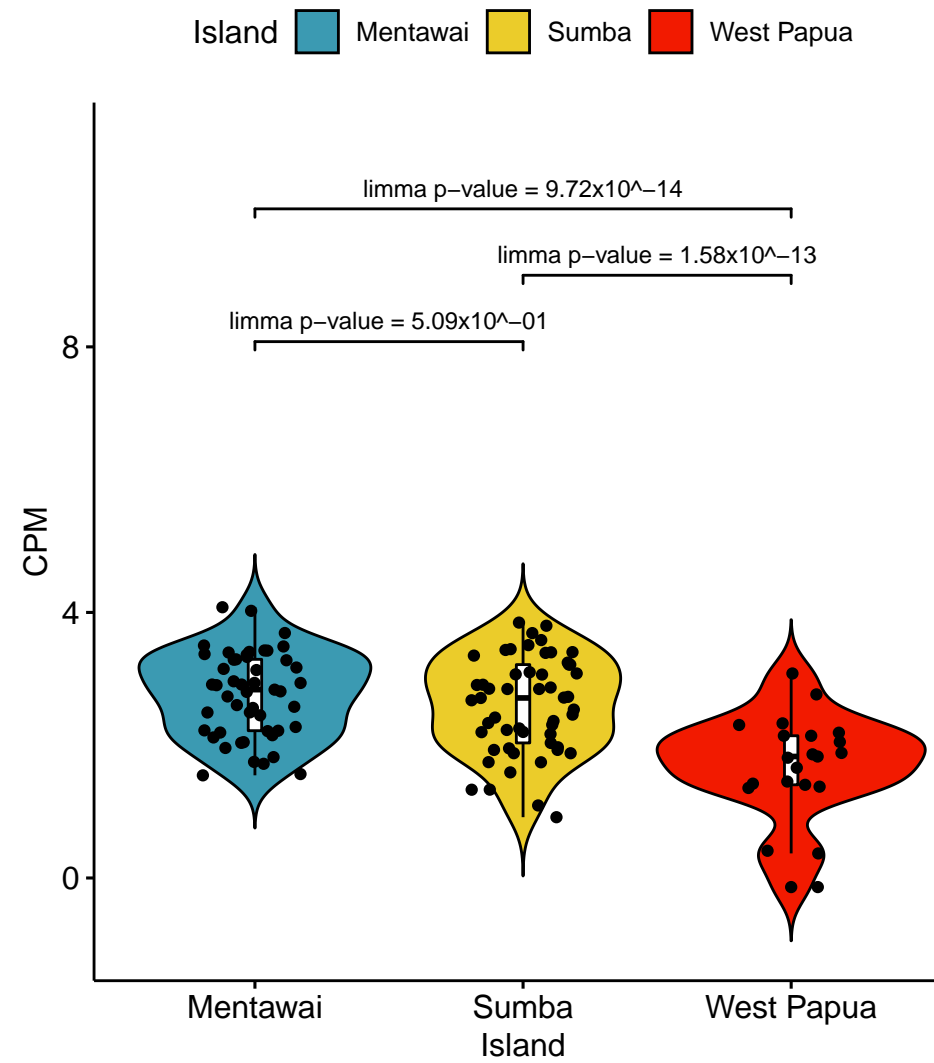 Island Mentawai Sumba West Papua
limma p−value = 9.72x10^−14
limma p−value = 1.58x10^−13
limma p−value = 5.09x10^−01
8
CPM
4
0
Mentawai Sumba West Papua
Island